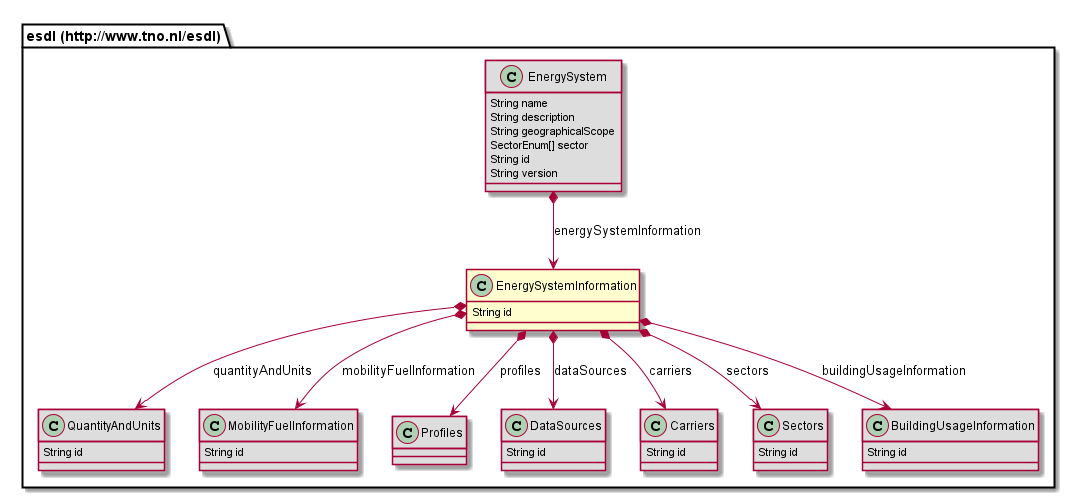 esdl (http://www.tno.nl/esdl)
C EnergySystem
String name
String description
String geographicalScope
SectorEnum[] sector
String id
String version
energySystemInformation
C EnergySystemInformation
String id
quantityAndUnits
mobilityFuelInformation
profiles
dataSources
carriers
sectors
buildingUsageInformation
C QuantityAndUnits
String id
C MobilityFuelInformation
String id
C Profiles
C DataSources
String id
C Carriers
String id
C Sectors
String id
C BuildingUsageInformation
String id